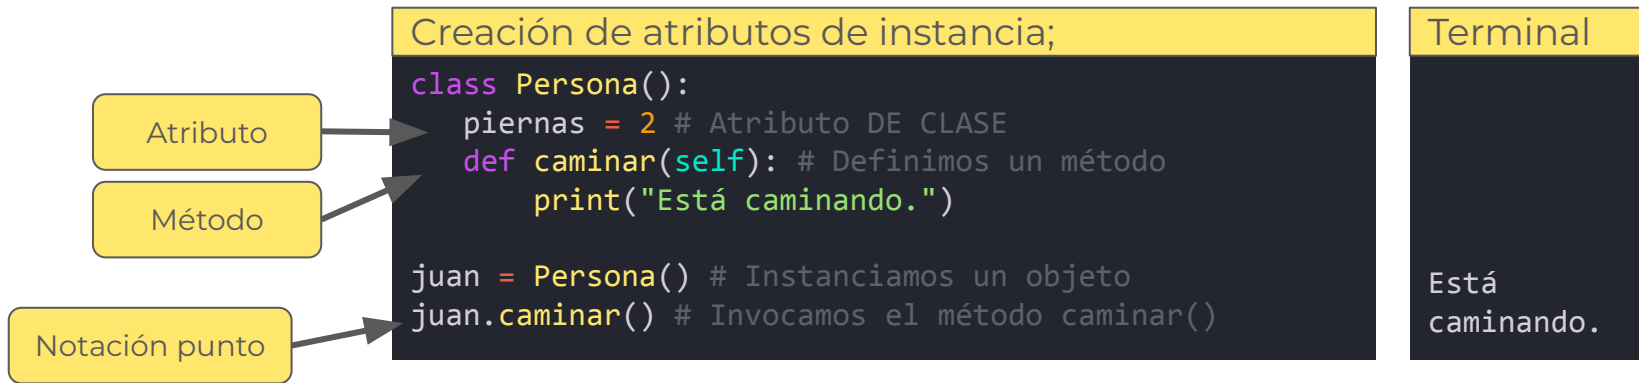 Creación de atributos de instancia;
class Persona():
piernas = 2 # Atributo DE CLASE
def caminar(self): # Definimos un método
print("Está caminando.")
juan = Persona() # Instanciamos un objeto
juan.caminar() # Invocamos el método caminar()
Atributo
Método
Notación punto
Terminal
Está
caminando.